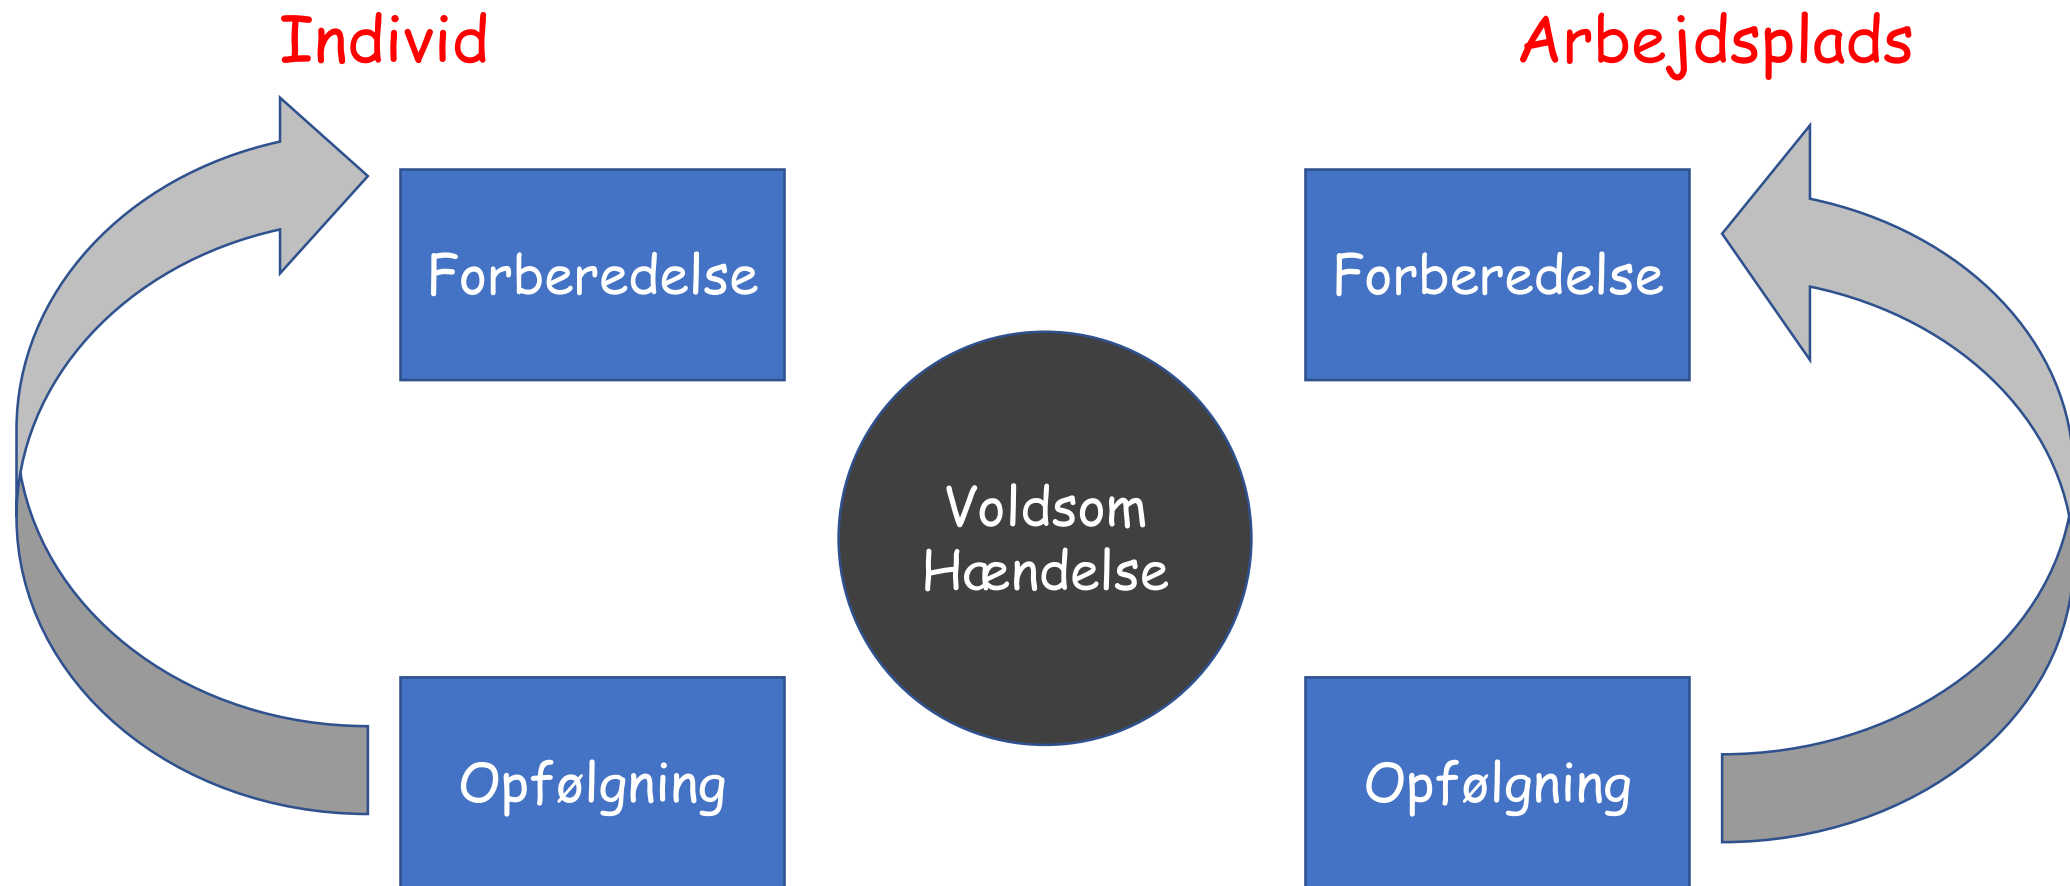 Individ
Arbejdsplads
Forberedelse
Forberedelse
Voldsom
Hændelse
Opfølgning
Opfølgning